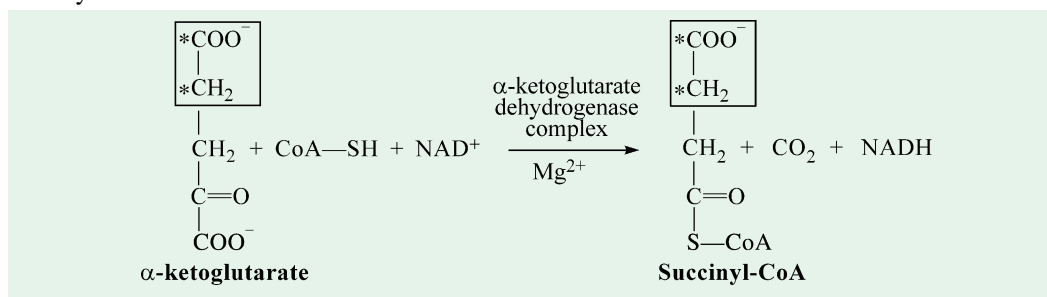 *COO⁻ *COO⁻
*CH₂ α-ketoglutarate *CH₂
dehydrogenase
complex
CH₂ + CoA—SH + NAD⁺ CH₂ + CO₂ + NADH
Mg²⁺
C=O C=O
COO⁻ S—CoA
α-ketoglutarate Succinyl-CoA